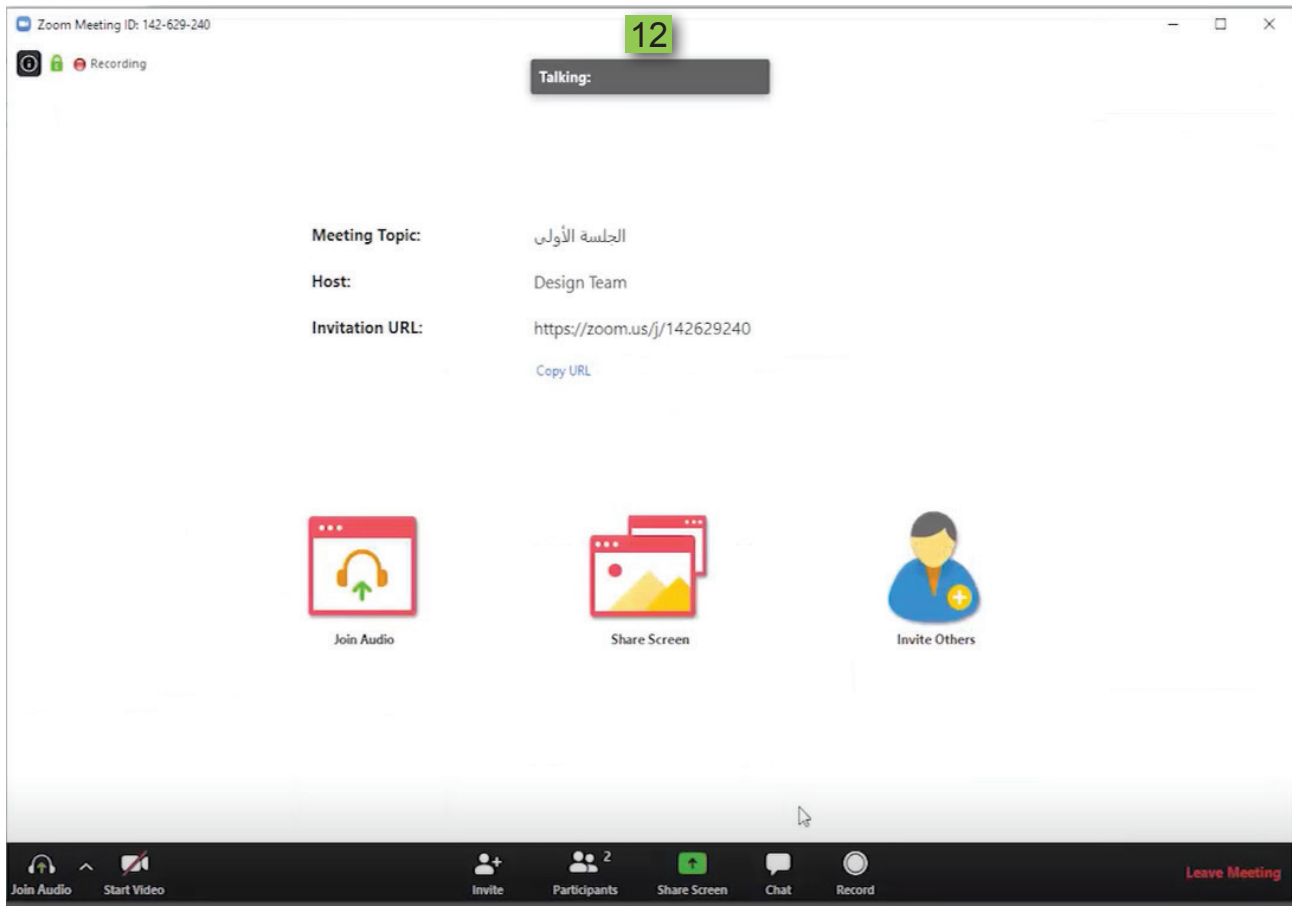 Zoom Meeting ID: 142-629-240
12
Recording
Talking:
Meeting Topic: الجلسة الأولى
Host: Design Team
Invitation URL: https://zoom.us/j/142629240
Copy URL
Join Audio Share Screen Invite Others
2
Join Audio Start Video Invite Participants Share Screen Chat Record Leave Meeting